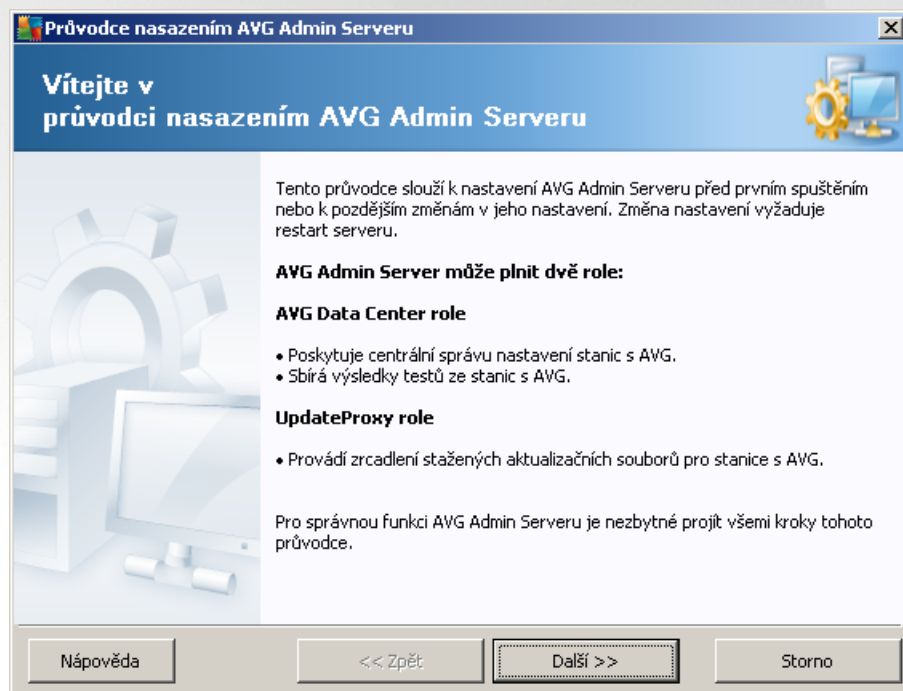 Průvodce nasazením AVG Admin Serveru
Vítejte v
průvodci nasazením AVG Admin Serveru
Tento průvodce slouží k nastavení AVG Admin Serveru před prvním spuštěním
nebo k pozdějším změnám v jeho nastavení. Změna nastavení vyžaduje
restart serveru.
AVG Admin Server může plnit dvě role:
AVG Data Center role
• Poskytuje centrální správu nastavení stanic s AVG.
• Sbírá výsledky testů ze stanic s AVG.
UpdateProxy role
• Provádí zrcadlení stažených aktualizačních souborů pro stanice s AVG.
Pro správnou funkci AVG Admin Serveru je nezbytné projít všemi kroky tohoto
průvodce.
Nápověda
<< Zpět
Další >>
Storno